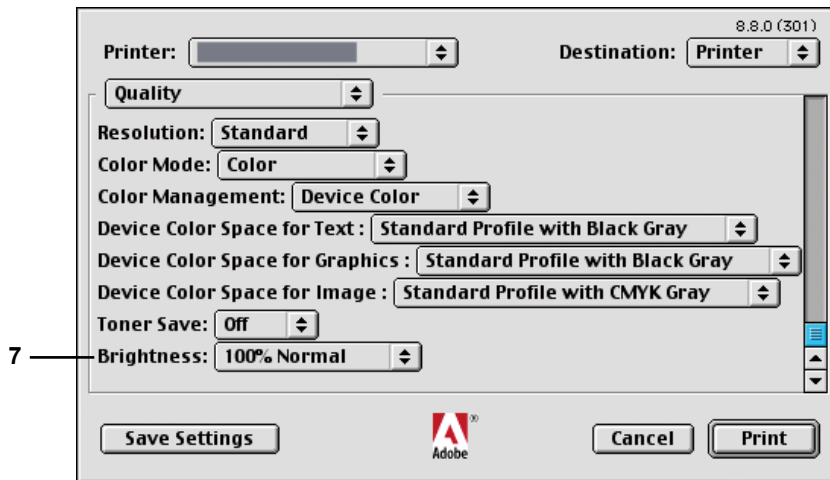 8.8.0 (301)
Printer: Destination: Printer
Quality
Resolution: Standard
Color Mode: Color
Color Management: Device Color
Device Color Space for Text : Standard Profile with Black Gray
Device Color Space for Graphics : Standard Profile with Black Gray
Device Color Space for Image : Standard Profile with CMYK Gray
Toner Save: Off
7 Brightness: 100% Normal
Save Settings Adobe ® Cancel Print